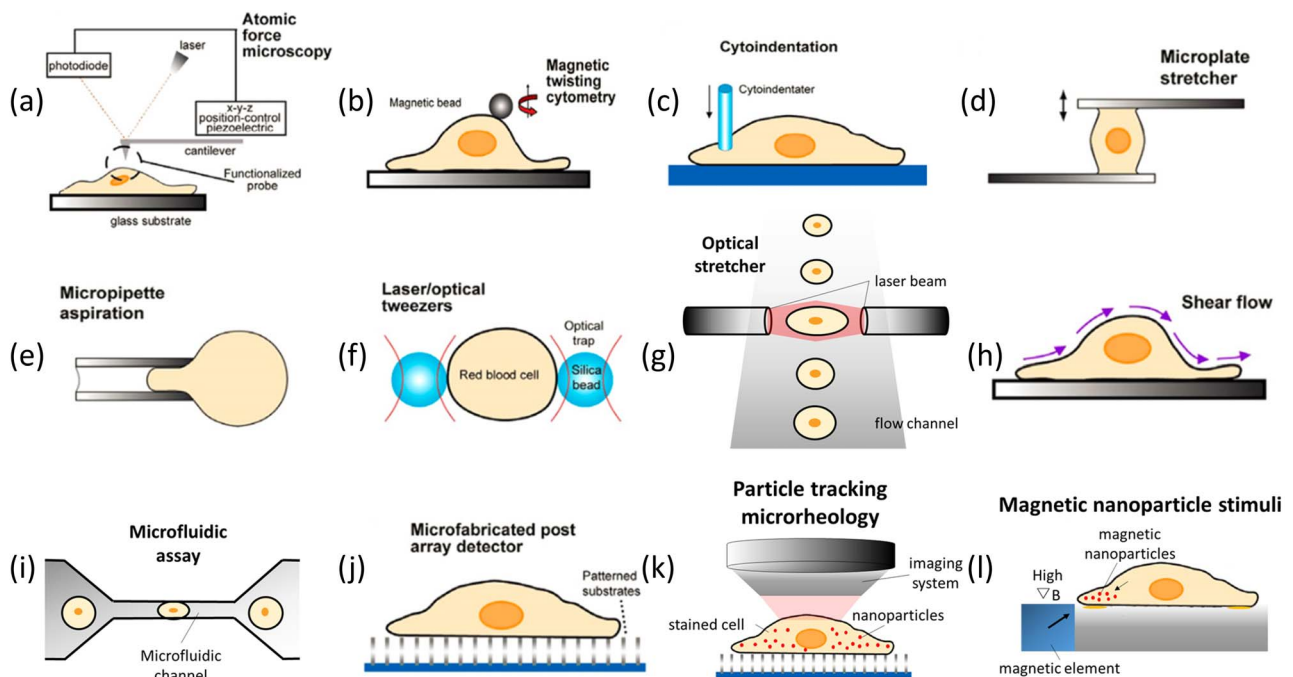 (a)
Atomic
force
microscopy
photodiode
laser
x-y-z
position-control
piezoelectric
cantilever
Functionalized
probe
glass substrate
(b)
Magnetic bead
Magnetic
twisting
cytometry
(c)
Cytoindentation
Cytoindentater
(d)
Microplate
stretcher
(e)
Micropipette
aspiration
(f)
Laser/optical
tweezers
Optical
trap
Red blood cell
Silica
bead
(g)
Optical
stretcher
laser beam
flow channel
(h)
Shear flow
(i)
Microfluidic
assay
Microfluidic
channel
(j)
Microfabricated post
array detector
Patterned
substrates
(k)
Particle tracking
microrheology
imaging
system
stained cell
nanoparticles
(l)
Magnetic nanoparticle stimuli
magnetic
nanoparticles
High
▽B
magnetic element